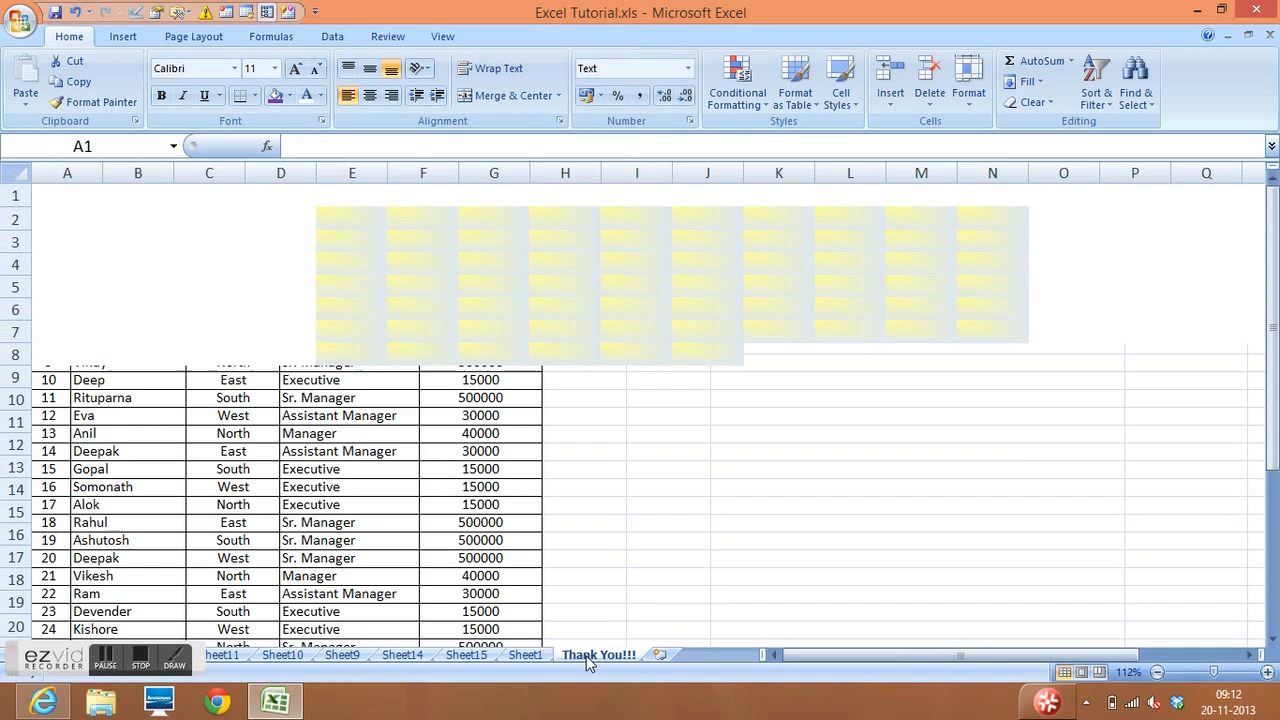 Excel Tutorial.xls - Microsoft Excel
Home Insert Page Layout Formulas Data Review View
Paste Cut Copy Format Painter Clipboard
Calibri 11 B I U A Font
Wrap Text Merge & Center Alignment
Text % , Number
Conditional Formatting Format as Table Cell Styles Styles
Insert Delete Format Cells
AutoSum Fill Clear Sort & Filter Find & Select Editing
A1 fx
A B C D E F G H I J K L M N O P Q
1
2
3
4
5
6
7
8
9 10 Deep East Executive 15000
10 11 Rituparna South Sr. Manager 500000
11 12 Eva West Assistant Manager 30000
12 13 Anil North Manager 40000
14 Deepak East Assistant Manager 30000
13 15 Gopal South Executive 15000
14 16 Somonath West Executive 15000
15 17 Alok North Executive 15000
16 18 Rahul East Sr. Manager 500000
19 Ashutosh South Sr. Manager 500000
17 20 Deepak West Sr. Manager 500000
18 21 Vikesh North Manager 40000
19 22 Ram East Assistant Manager 30000
23 Devender South Executive 15000
20 24 Kishore West Executive 15000
ezvid RECORDER PAUSE STOP DRAW
Sheet10 Sheet9 Sheet14 Sheet15 Sheet1 Thank You!!!
112%
09:12
20-11-2013